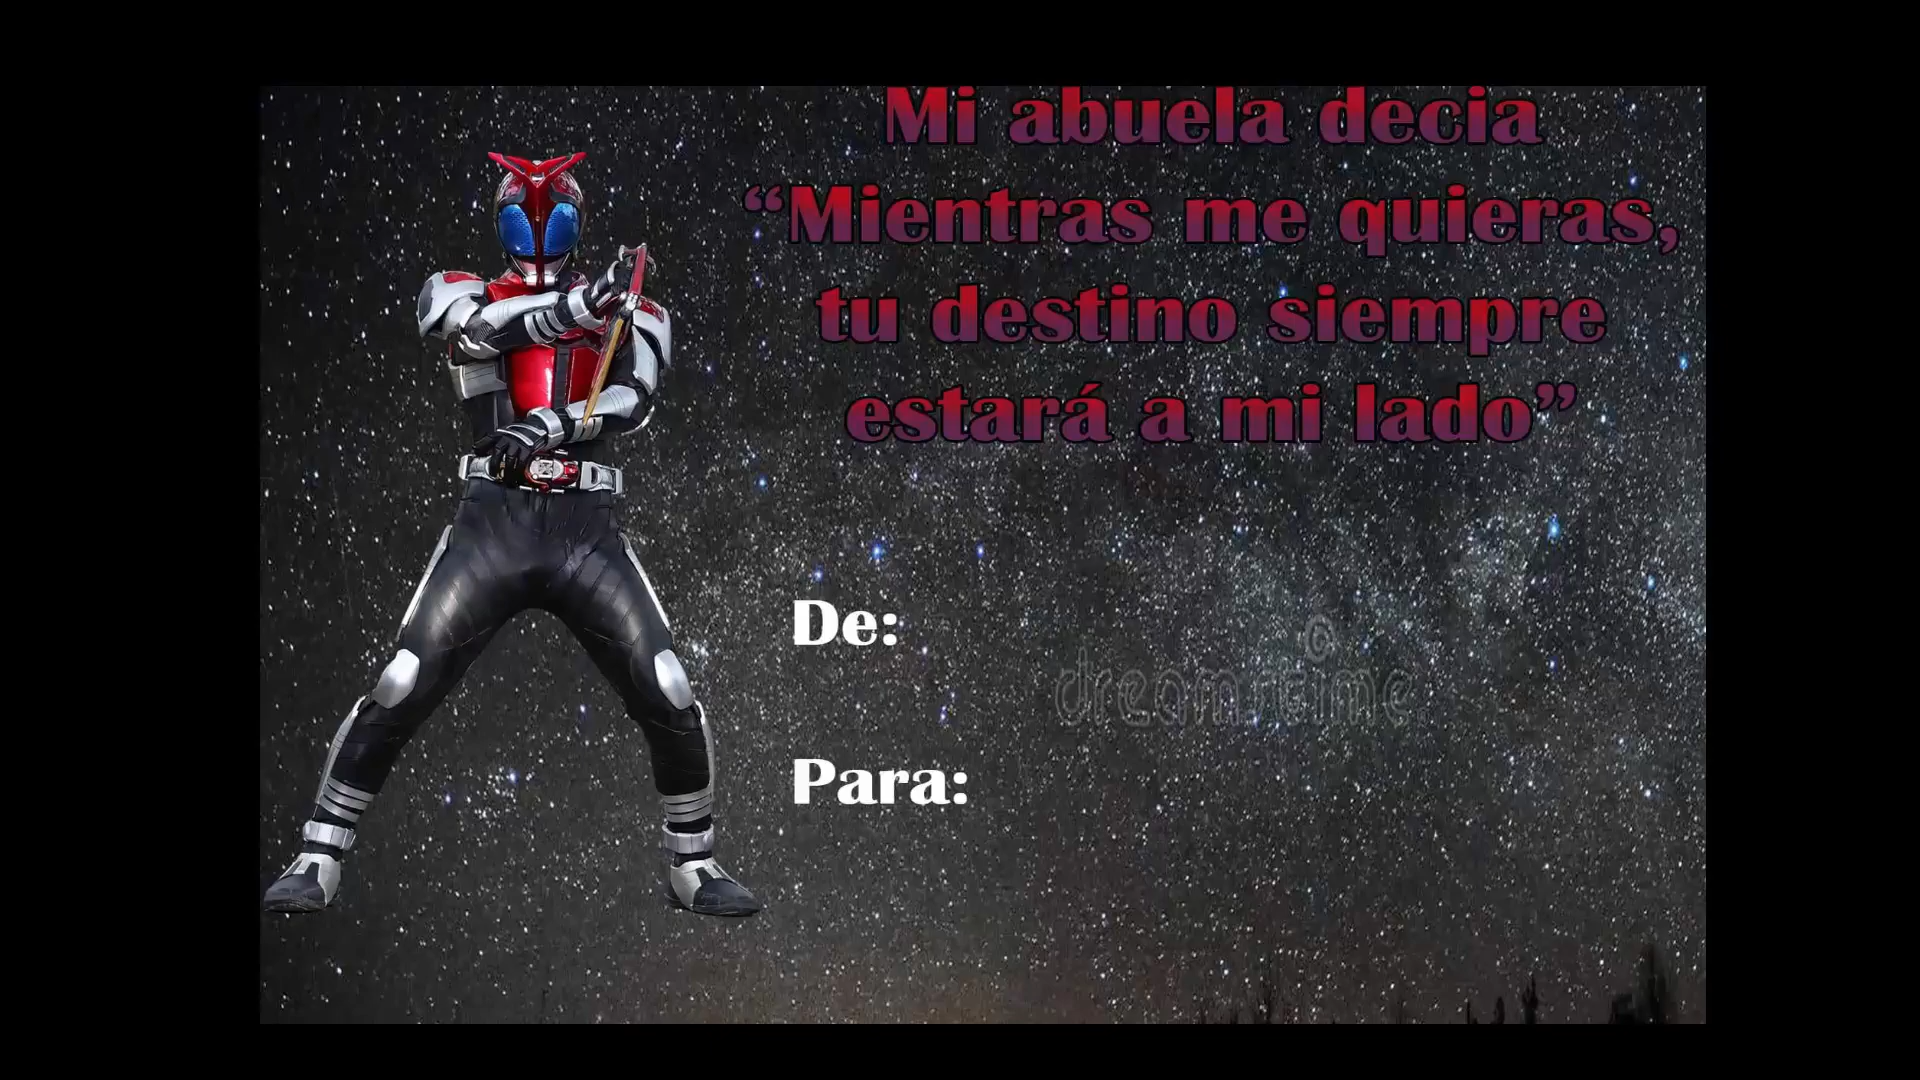 Mi abuela decia
“Mientras me quieras,
tu destino siempre
estará a mi lado”
De:
dreamstime.
Para: